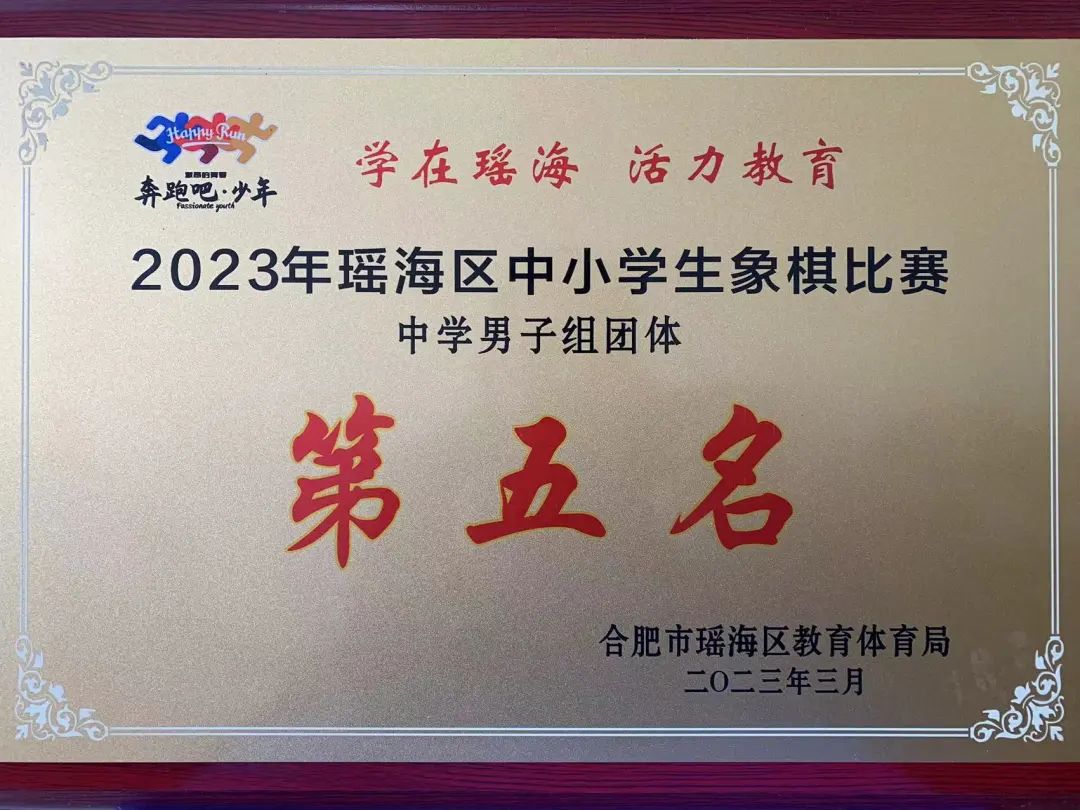 Happy Run
奔跑吧·少年
Passionate youth
学在瑶海 活力教育
2023年瑶海区中小学生象棋比赛
中学男子组团体
第五名
合肥市瑶海区教育体育局
二〇二三年三月